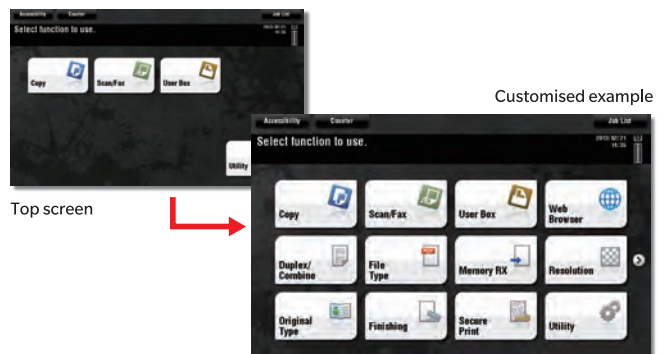 Accessibility Counter Job List
Select function to use.
Copy Scan/Fax User Box
Utility
Top screen
Customised example
Accessibility Counter Job List
Select function to use.
Copy Scan/Fax User Box Web
Browser
Duplex/
Combine File
Type Memory RX Resolution
Original
Type Finishing Secure
Print Utility